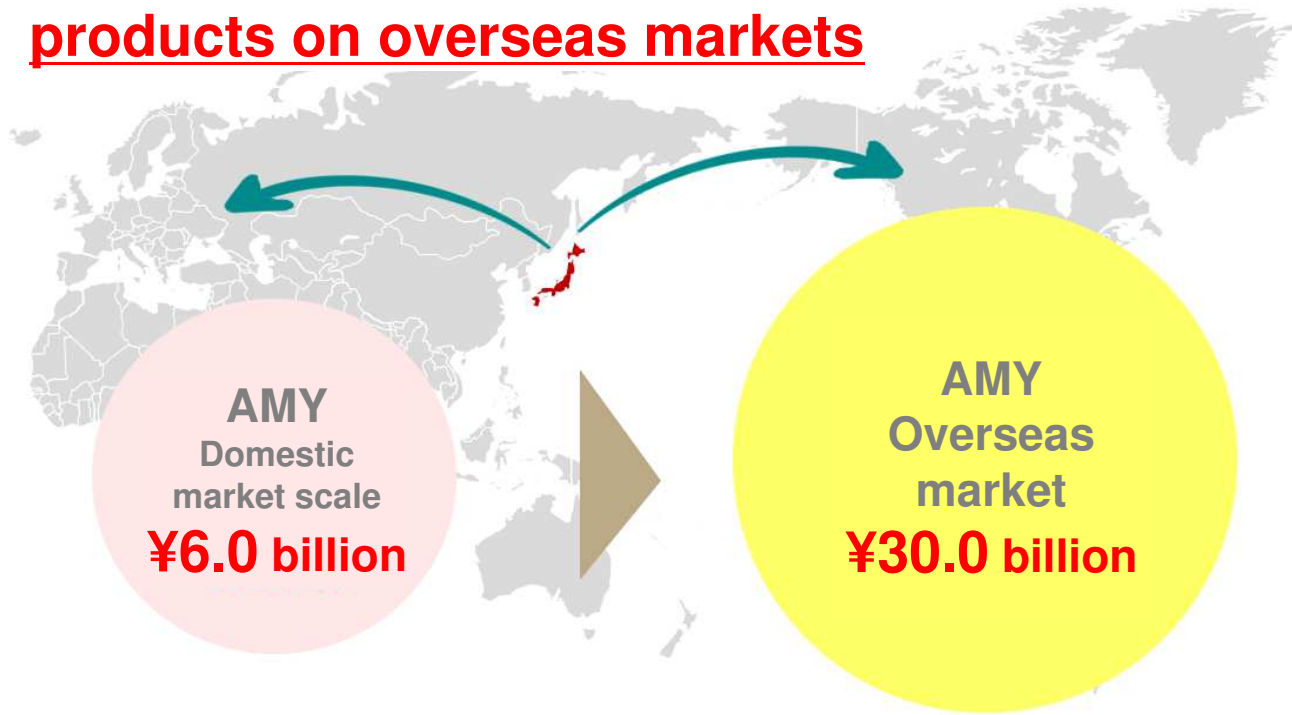 products on overseas markets
AMY
Domestic
market scale
¥6.0 billion
AMY
Overseas
market
¥30.0 billion